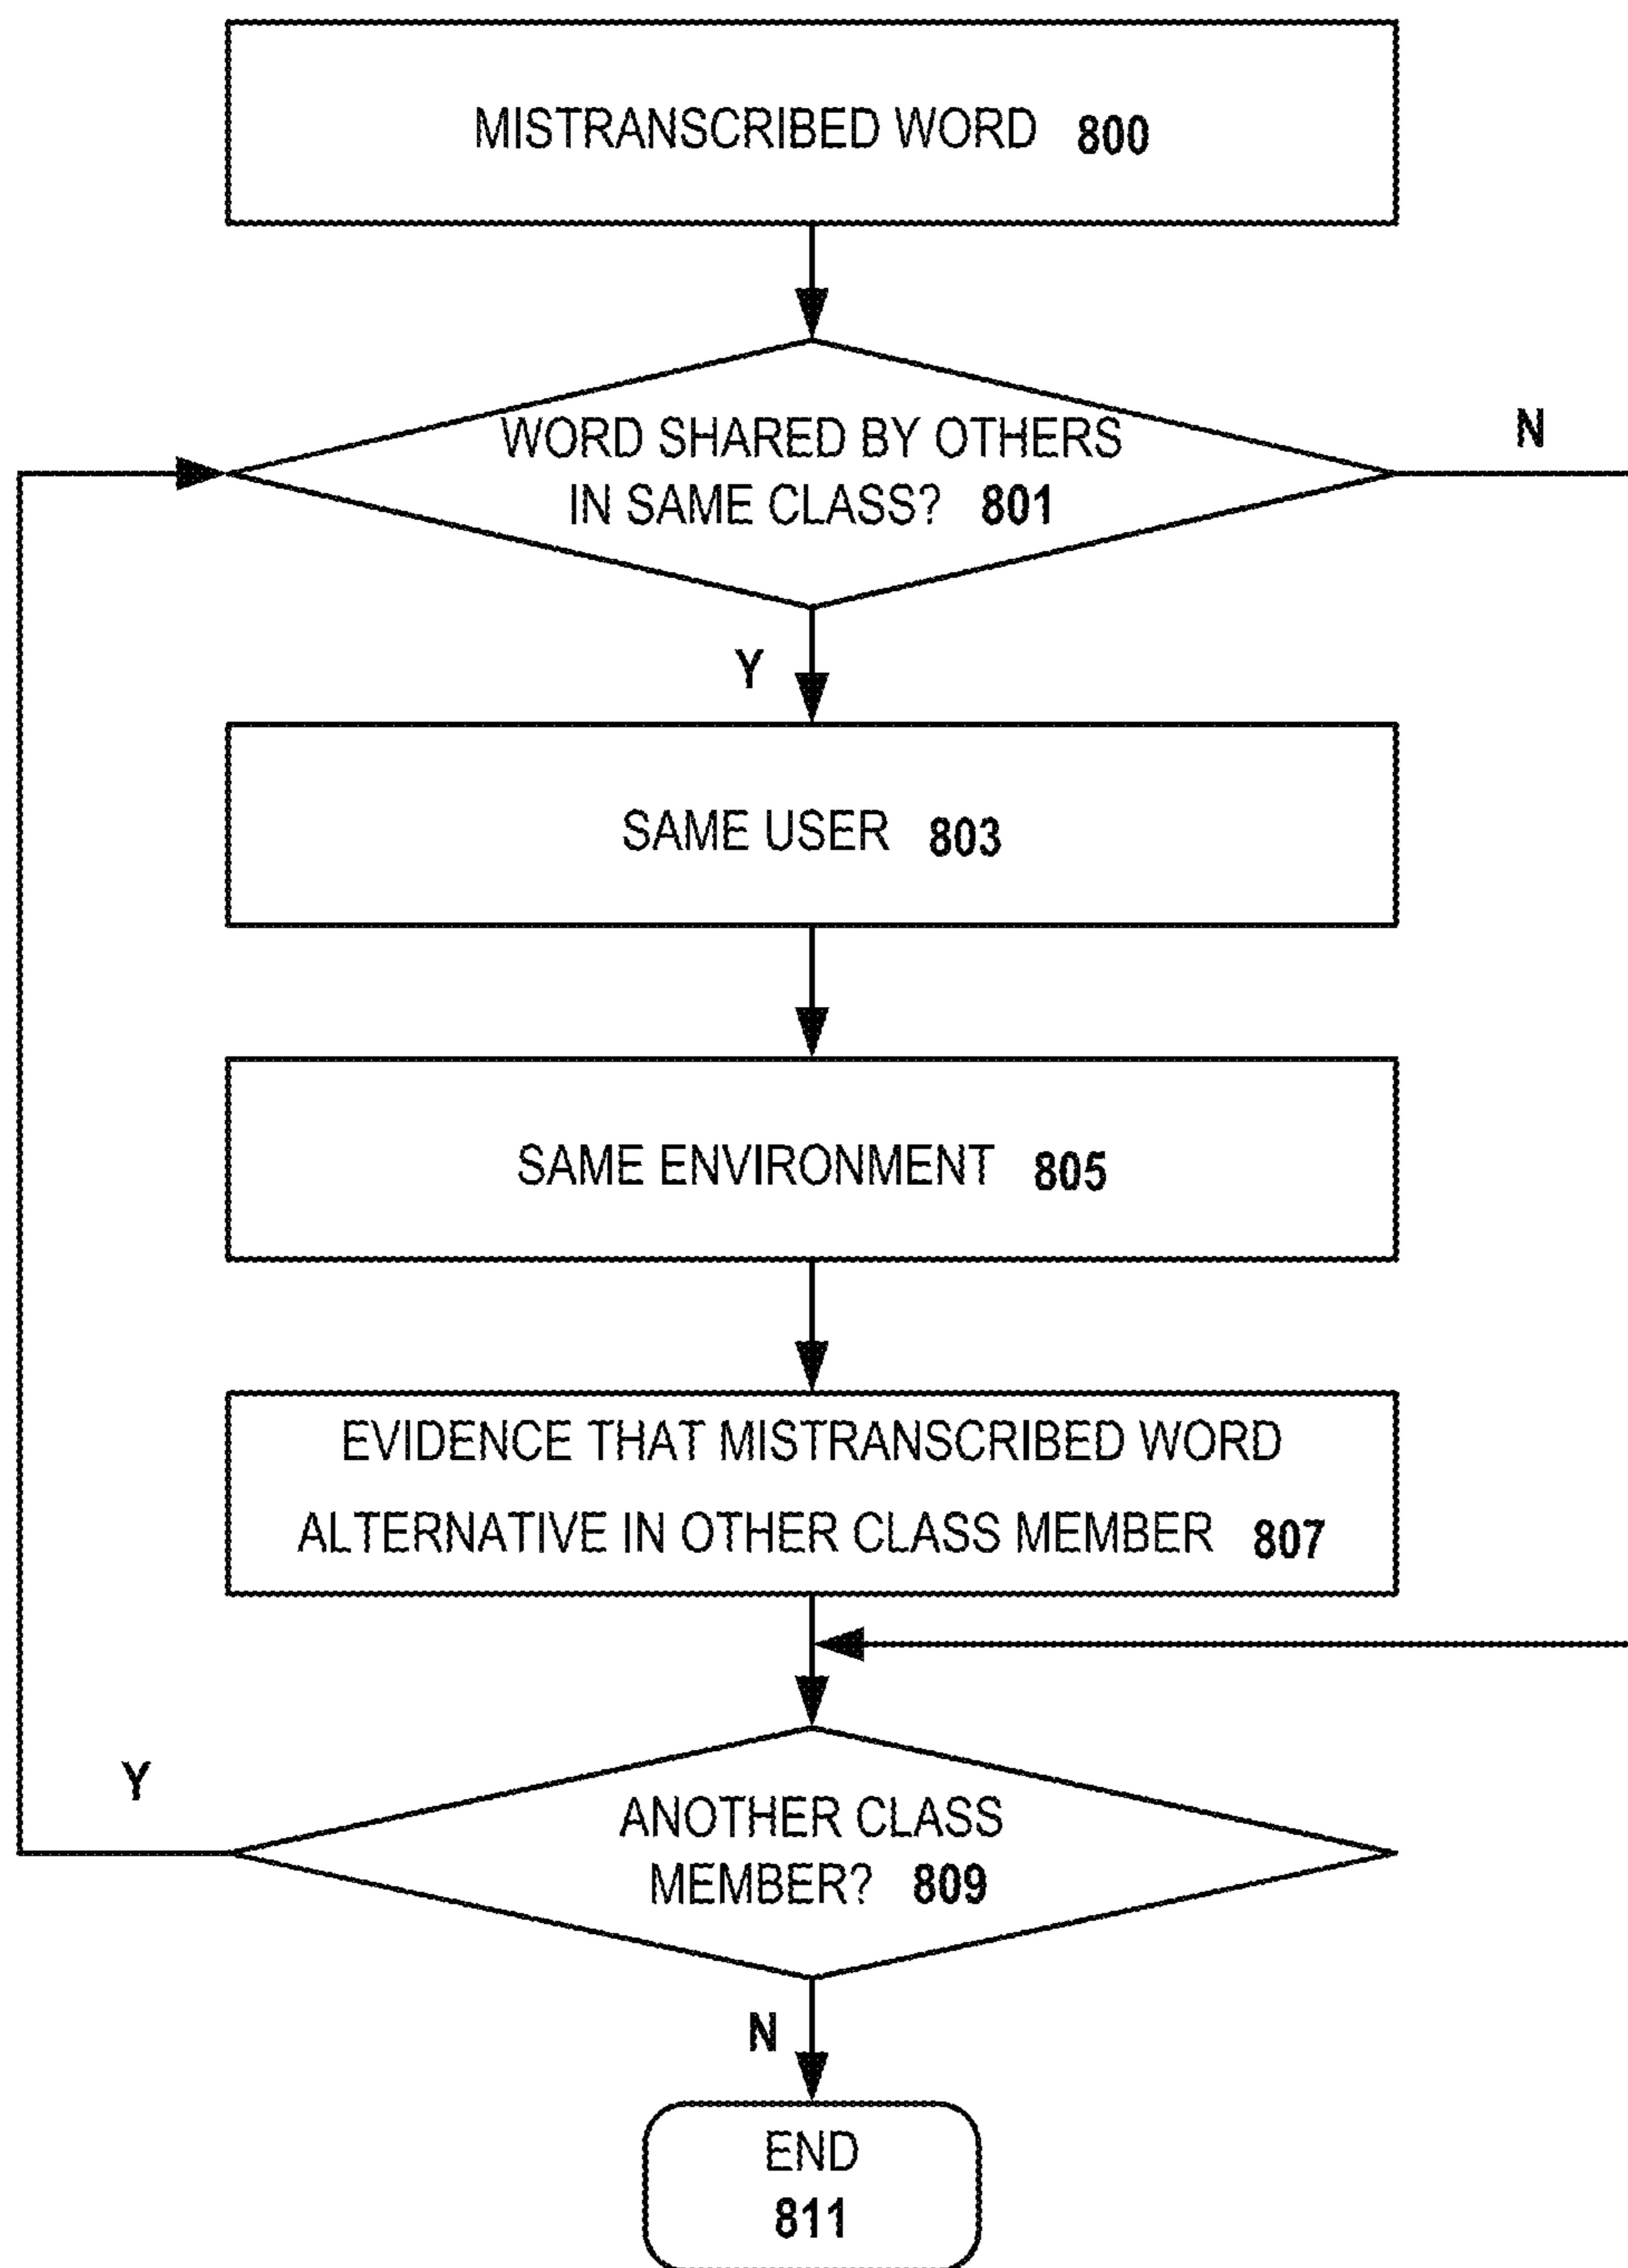 MISTRANSCRIBED WORD 800
WORD SHARED BY OTHERS
IN SAME CLASS? 801
N
Y
SAME USER 803
SAME ENVIRONMENT 805
EVIDENCE THAT MISTRANSCRIBED WORD
ALTERNATIVE IN OTHER CLASS MEMBER 807
Y
ANOTHER CLASS
MEMBER? 809
N
END
811